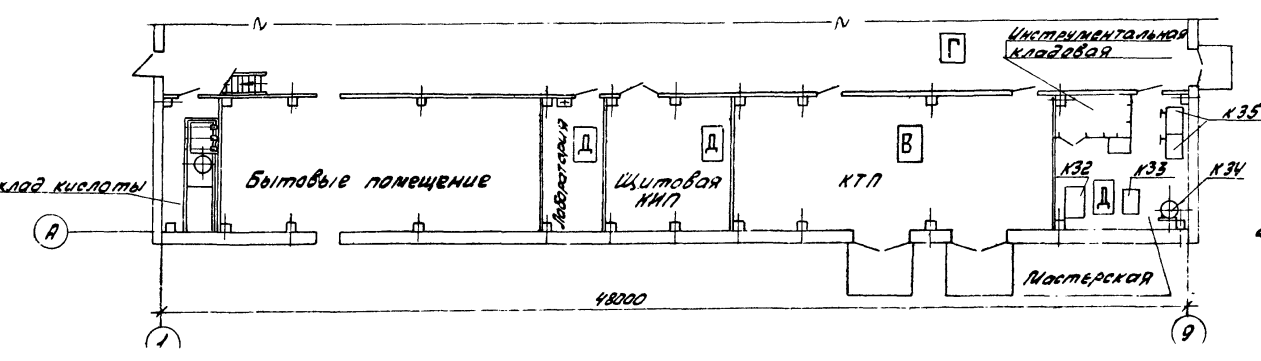 Инструментальная
кладовая
Г
К35
Д
Д
В
К32
К33
К34
Д
клад кислоты
Бытовые помещение
Лаборатория
Щитовая
КИП
КТП
А
Мастерская
48000
1
9